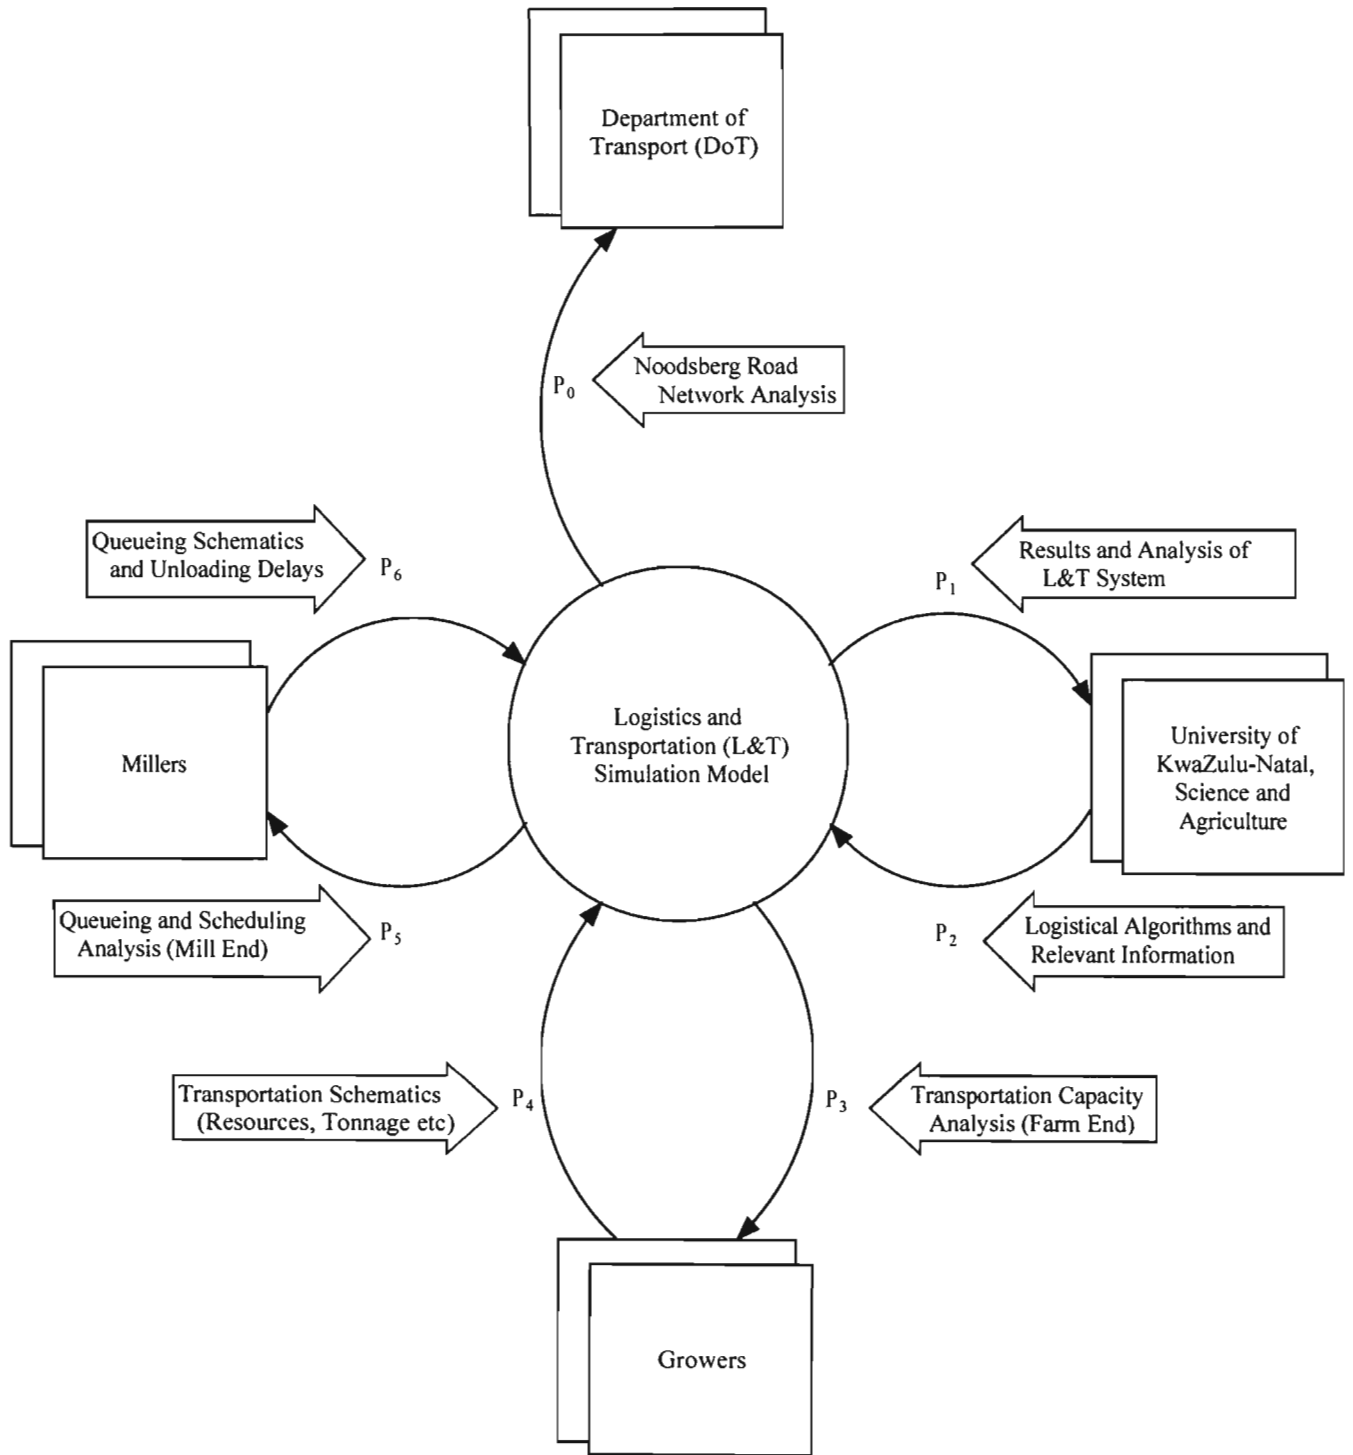 Department of
Transport (DoT)
P0
Noodsberg Road
Network Analysis
Queueing Schematics
and Unloading Delays
P6
P1
Results and Analysis of
L&T System
Millers
Logistics and
Transportation (L&T)
Simulation Model
University of
KwaZulu-Natal,
Science and
Agriculture
Queueing and Scheduling
Analysis (Mill End)
P5
P2
Logistical Algorithms and
Relevant Information
Transportation Schematics
(Resources, Tonnage etc)
P4
P3
Transportation Capacity
Analysis (Farm End)
Growers